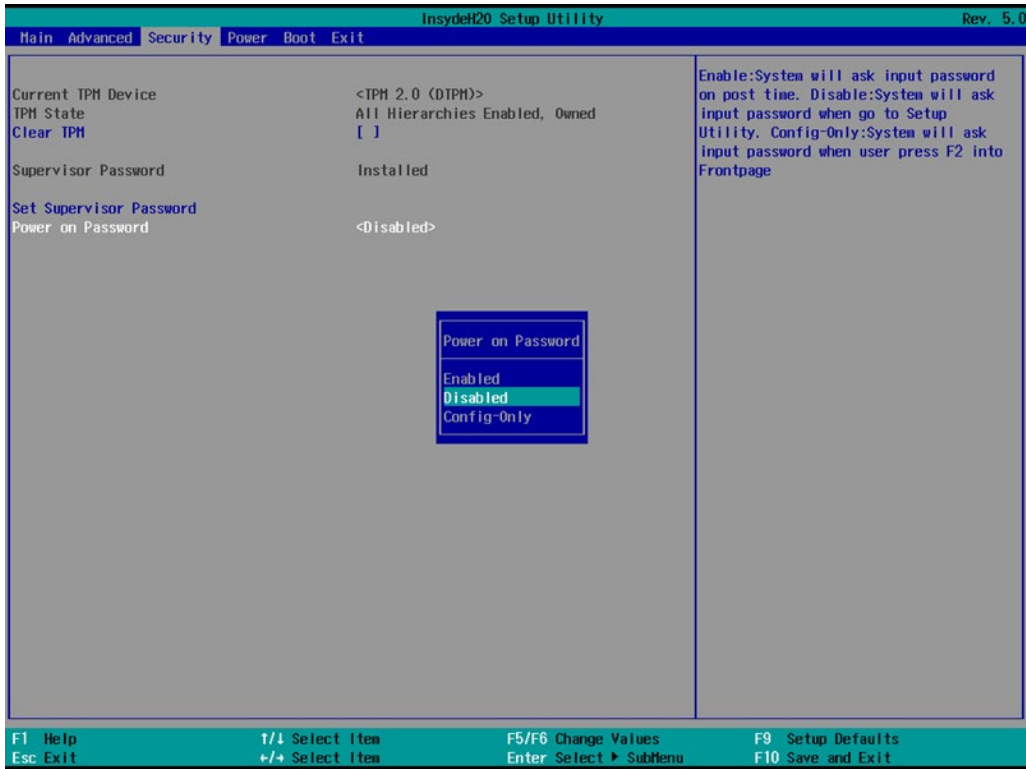 InsydeH20 Setup Utility Rev. 5.0
Main Advanced Security Power Boot Exit
Current TPM Device <TPM 2.0 (DTPM)>
TPM State All Hierarchies Enabled, Owned
Clear TPM [ ]
Supervisor Password Installed
Set Supervisor Password
Power on Password <Disabled>
Enable:System will ask input password
on post time. Disable:System will ask
input password when go to Setup
Utility. Config-Only:System will ask
input password when user press F2 into
Frontpage
Power on Password
Enabled
Disabled
Config-Only
F1 Help ↑/↓ Select Item F5/F6 Change Values F9 Setup Defaults
Esc Exit ←/→ Select Item Enter Select ▶ SubMenu F10 Save and Exit